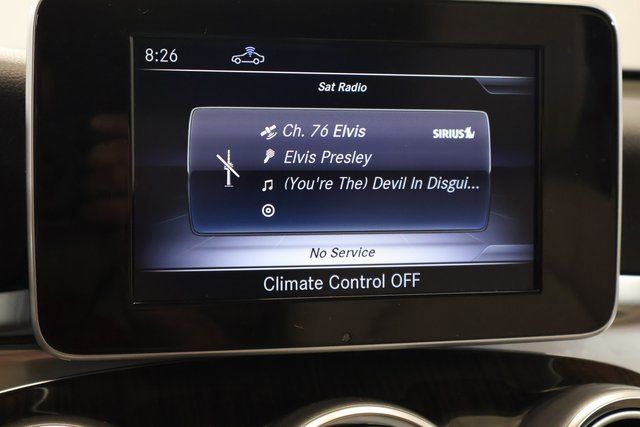 8:26
Sat Radio
Ch. 76 Elvis SIRIUS
Elvis Presley
(You're The) Devil In Disgui...
No Service
Climate Control OFF